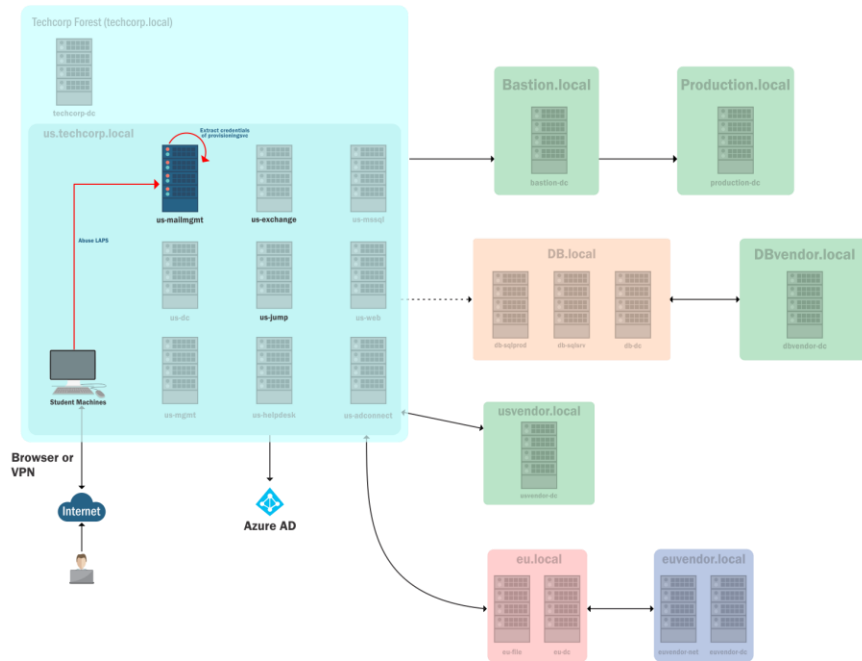 Techcorp Forest (techcorp.local)
techcorp-dc
us.techcorp.local
Extract credentials
of provisioningsvc
us-mailmgmt
us-exchange
us-mssql
Abuse LAPS
us-dc
us-jump
us-web
Student Machines
us-mgmt
us-helpdesk
us-adconnect
Browser or
VPN
Internet
Azure AD
Bastion.local
bastion-dc
Production.local
production-dc
DB.local
db-sqlprod
db-sqlsrv
db-dc
DBvendor.local
dbvendor-dc
usvendor.local
usvendor-dc
eu.local
eu-file
eu-dc
euvendor.local
euvendor-net
euvendor-dc